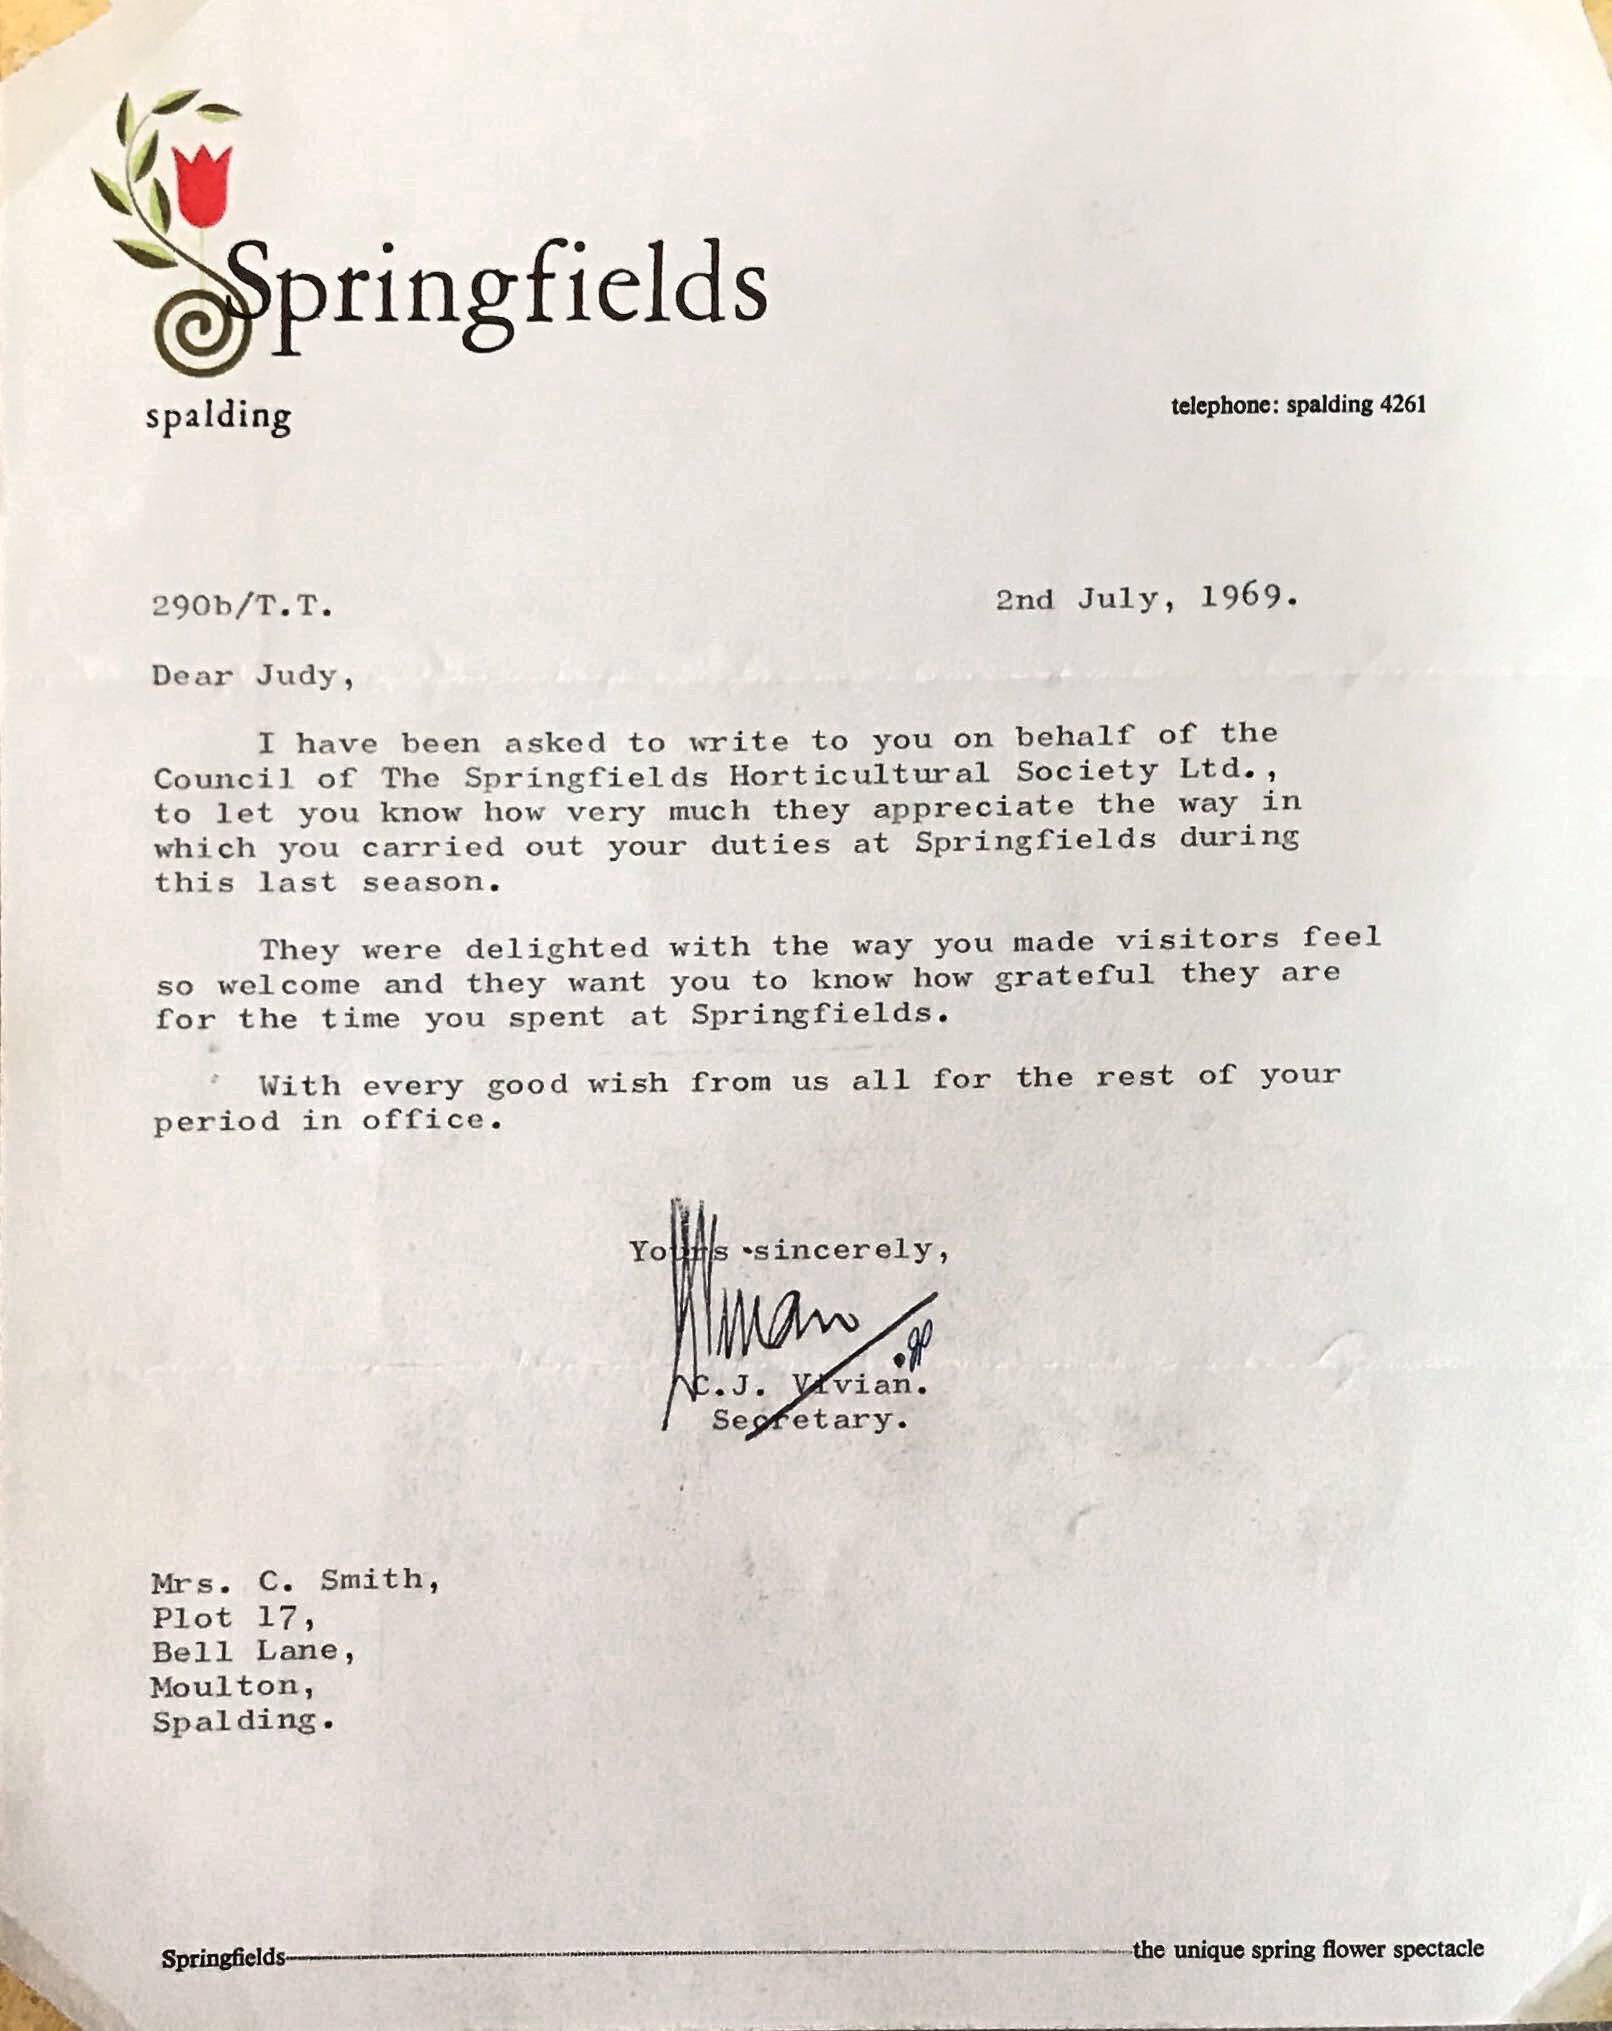 Springfields
spalding
telephone: spalding 4261
290b/T.T.
2nd July, 1969.
Dear Judy,
I have been asked to write to you on behalf of the
Council of The Springfields Horticultural Society Ltd.,
to let you know how very much they appreciate the way in
which you carried out your duties at Springfields during
this last season.
They were delighted with the way you made visitors feel
so welcome and they want you to know how grateful they are
for the time you spent at Springfields.
With every good wish from us all for the rest of your
period in office.
Yours sincerely,
C.J. Vivian.
Secretary.
Mrs. C. Smith,
Plot 17,
Bell Lane,
Moulton,
Spalding.
Springfields
the unique spring flower spectacle